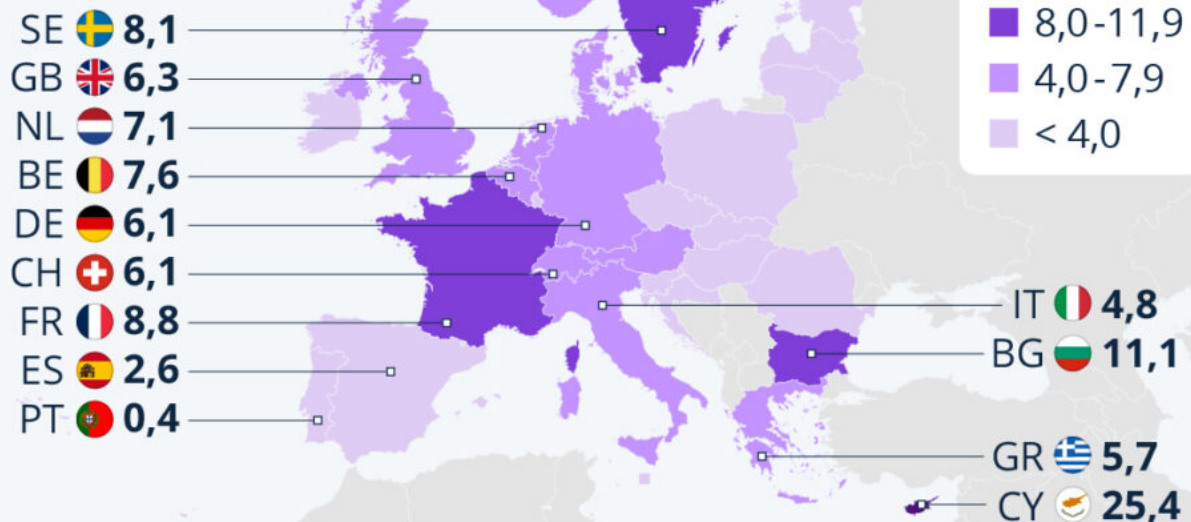 SE 8,1
GB 6,3
NL 7,1
BE 7,6
DE 6,1
CH 6,1
FR 8,8
ES 2,6
PT 0,4
8,0-11,9
4,0-7,9
< 4,0
IT 4,8
BG 11,1
GR 5,7
CY 25,4